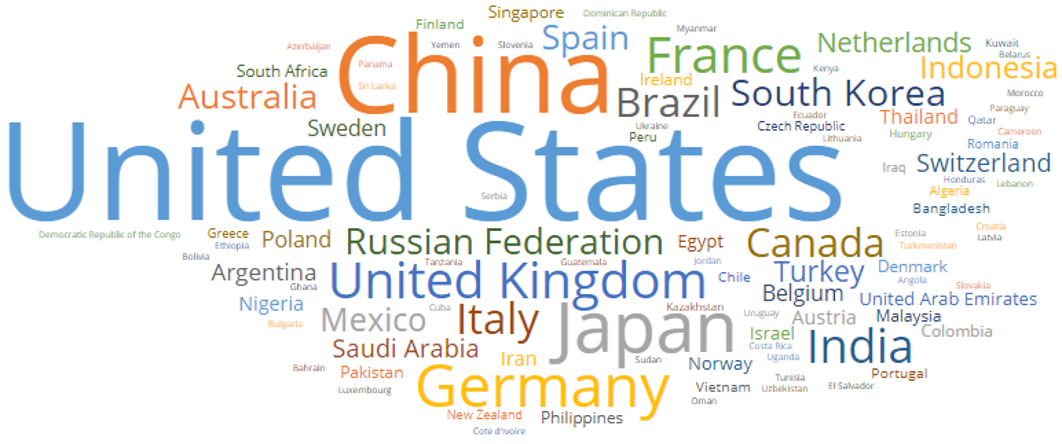 Singapore
Dominican Republic
Finland
Myanmar
Azerbaijan
Yemen
Slovenia
Spain
France
Netherlands
Kuwait
Belarus
China
Panama
South Africa
Sri Lanka
Ireland
Kenya
Indonesia
Australia
Brazil
South Korea
Morocco
Paraguay
Sweden
Ukraine
Peru
Ecuador
Czech Republic
Lithuania
Thailand
Qatar
Hungary
Cameroon
Romania
United States
Serbia
Iraq
Switzerland
Honduras
Lebanon
Algeria
Bangladesh
Democratic Republic of the Congo
Greece
Ethiopia
Bolivia
Poland
Russian Federation
Egypt
Canada
Estonia
Croatia
Latvia
Turkmenistan
Tanzania
Guatemala
Jordan
Argentina
Ghana
United Kingdom
Chile
Turkey
Denmark
Angola
Slovakia
Belgium
United Arab Emirates
Nigeria
Bulgaria
Mexico
Cuba
Italy
Japan
Kazakhstan
Uruguay
Austria
Malaysia
Colombia
Israel
Costa Rica
Uganda
India
Saudi Arabia
Iran
Sudan
Norway
Bahrain
Pakistan
Luxembourg
Germany
Vietnam
Oman
Tunisia
Uzbekistan
El Salvador
Portugal
New Zealand
Philippines
Cote d'Ivoire